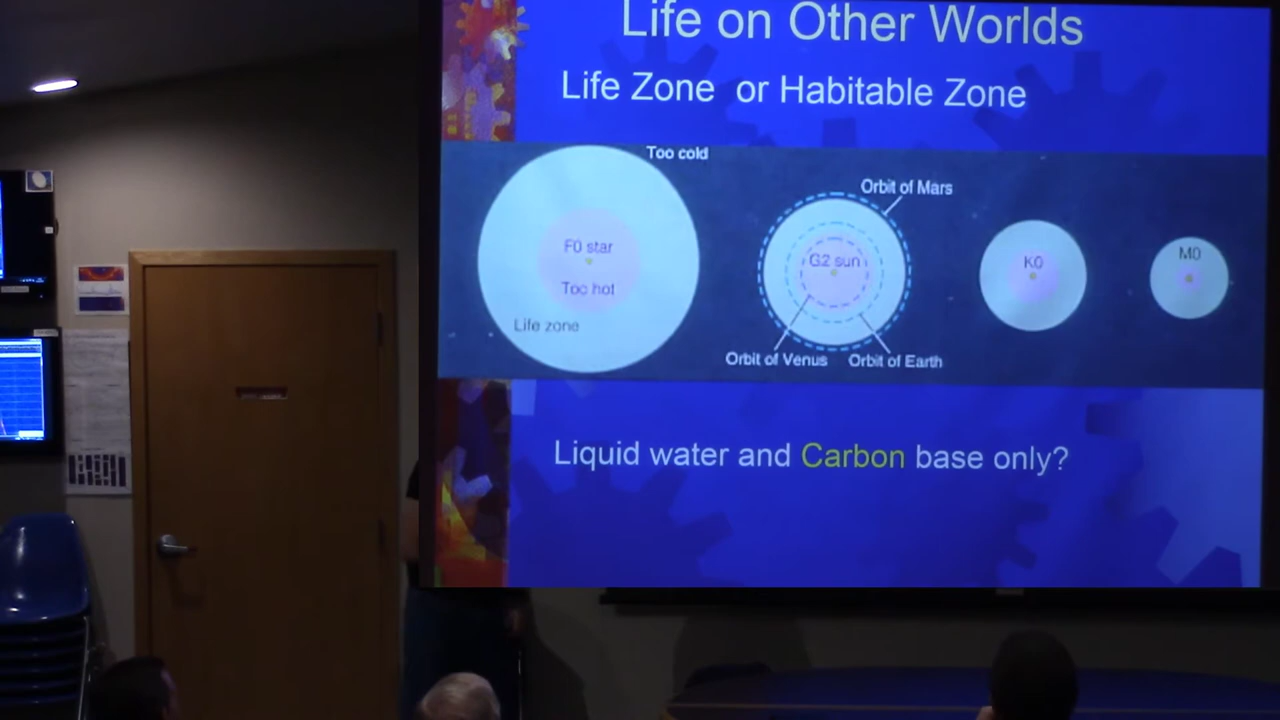 Life on Other Worlds
Life Zone or Habitable Zone
Too cold
Orbit of Mars
F0 star
Too hot
Life zone
G2 sun
Orbit of Venus
Orbit of Earth
K0
M0
Liquid water and Carbon base only?